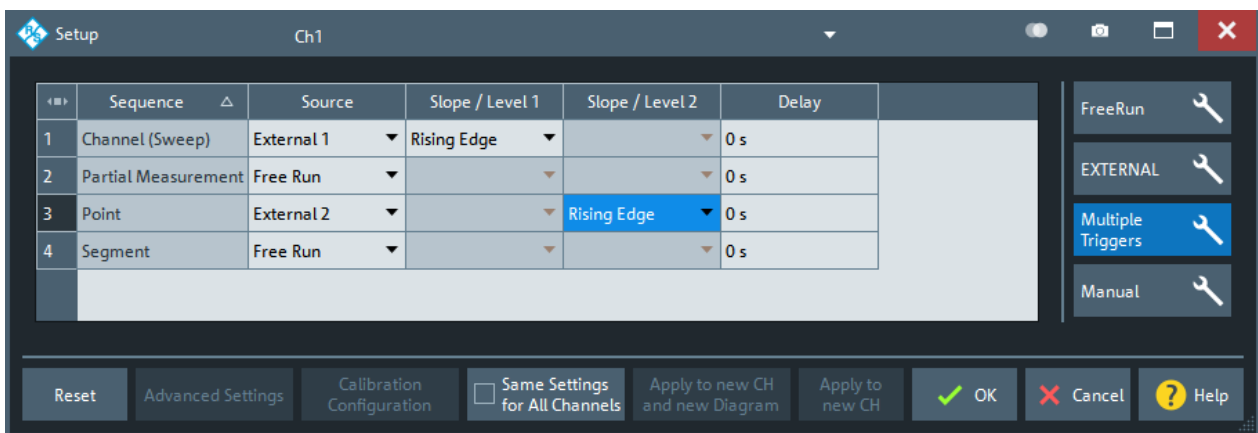 Setup Ch1
Sequence Source Slope / Level 1 Slope / Level 2 Delay
1 Channel (Sweep) External 1 Rising Edge 0 s
2 Partial Measurement Free Run 0 s
3 Point External 2 Rising Edge 0 s
4 Segment Free Run 0 s
FreeRun
EXTERNAL
Multiple
Triggers
Manual
Reset
Advanced Settings
Calibration
Configuration
Same Settings
for All Channels
Apply to new CH
and new Diagram
Apply to
new CH
OK
Cancel
? Help